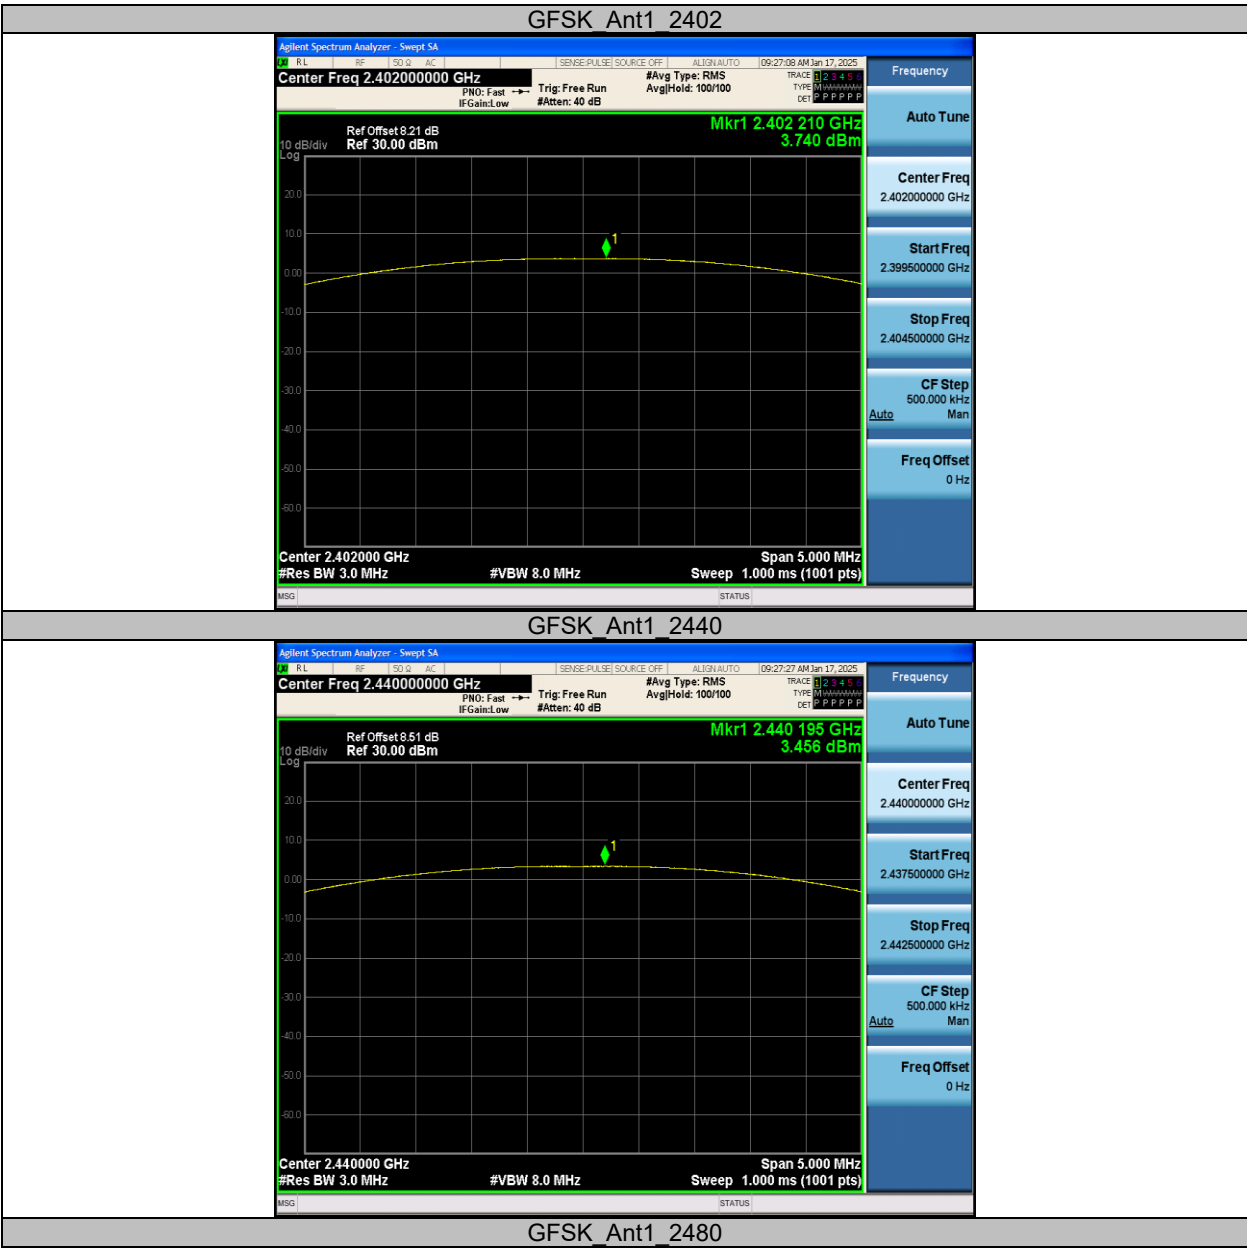 GFSK_Ant1_2402
Agilent Spectrum Analyzer - Swept SA
RL RF 50 Ω AC SENSE:PULSE SOURCE OFF ALIGN AUTO 09:27:08 AM Jan 17, 2025
Center Freq 2.402000000 GHz #Avg Type: RMS TRACE 1 2 3 4 5 6
PNO: Fast Trig: Free Run Avg|Hold: 100/100 TYPE M
IFGain:Low #Atten: 40 dB DET P P P P P P
Mkr1 2.402 210 GHz
3.740 dBm
Ref Offset 8.21 dB
10 dB/div Ref 30.00 dBm
Log
20.0
10.0
1
0.00
-10.0
-20.0
-30.0
-40.0
-50.0
-60.0
Center 2.402000 GHz Span 5.000 MHz
#Res BW 3.0 MHz #VBW 8.0 MHz Sweep 1.000 ms (1001 pts)
MSG STATUS
Frequency
Auto Tune
Center Freq
2.402000000 GHz
Start Freq
2.399500000 GHz
Stop Freq
2.404500000 GHz
CF Step
500.000 kHz
Auto Man
Freq Offset
0 Hz
GFSK_Ant1_2440
Agilent Spectrum Analyzer - Swept SA
RL RF 50 Ω AC SENSE:PULSE SOURCE OFF ALIGN AUTO 09:27:27 AM Jan 17, 2025
Center Freq 2.440000000 GHz #Avg Type: RMS TRACE 1 2 3 4 5 6
PNO: Fast Trig: Free Run Avg|Hold: 100/100 TYPE M
IFGain:Low #Atten: 40 dB DET P P P P P P
Mkr1 2.440 195 GHz
3.456 dBm
Ref Offset 8.51 dB
10 dB/div Ref 30.00 dBm
Log
20.0
10.0
1
0.00
-10.0
-20.0
-30.0
-40.0
-50.0
-60.0
Center 2.440000 GHz Span 5.000 MHz
#Res BW 3.0 MHz #VBW 8.0 MHz Sweep 1.000 ms (1001 pts)
MSG STATUS
Frequency
Auto Tune
Center Freq
2.440000000 GHz
Start Freq
2.437500000 GHz
Stop Freq
2.442500000 GHz
CF Step
500.000 kHz
Auto Man
Freq Offset
0 Hz
GFSK_Ant1_2480